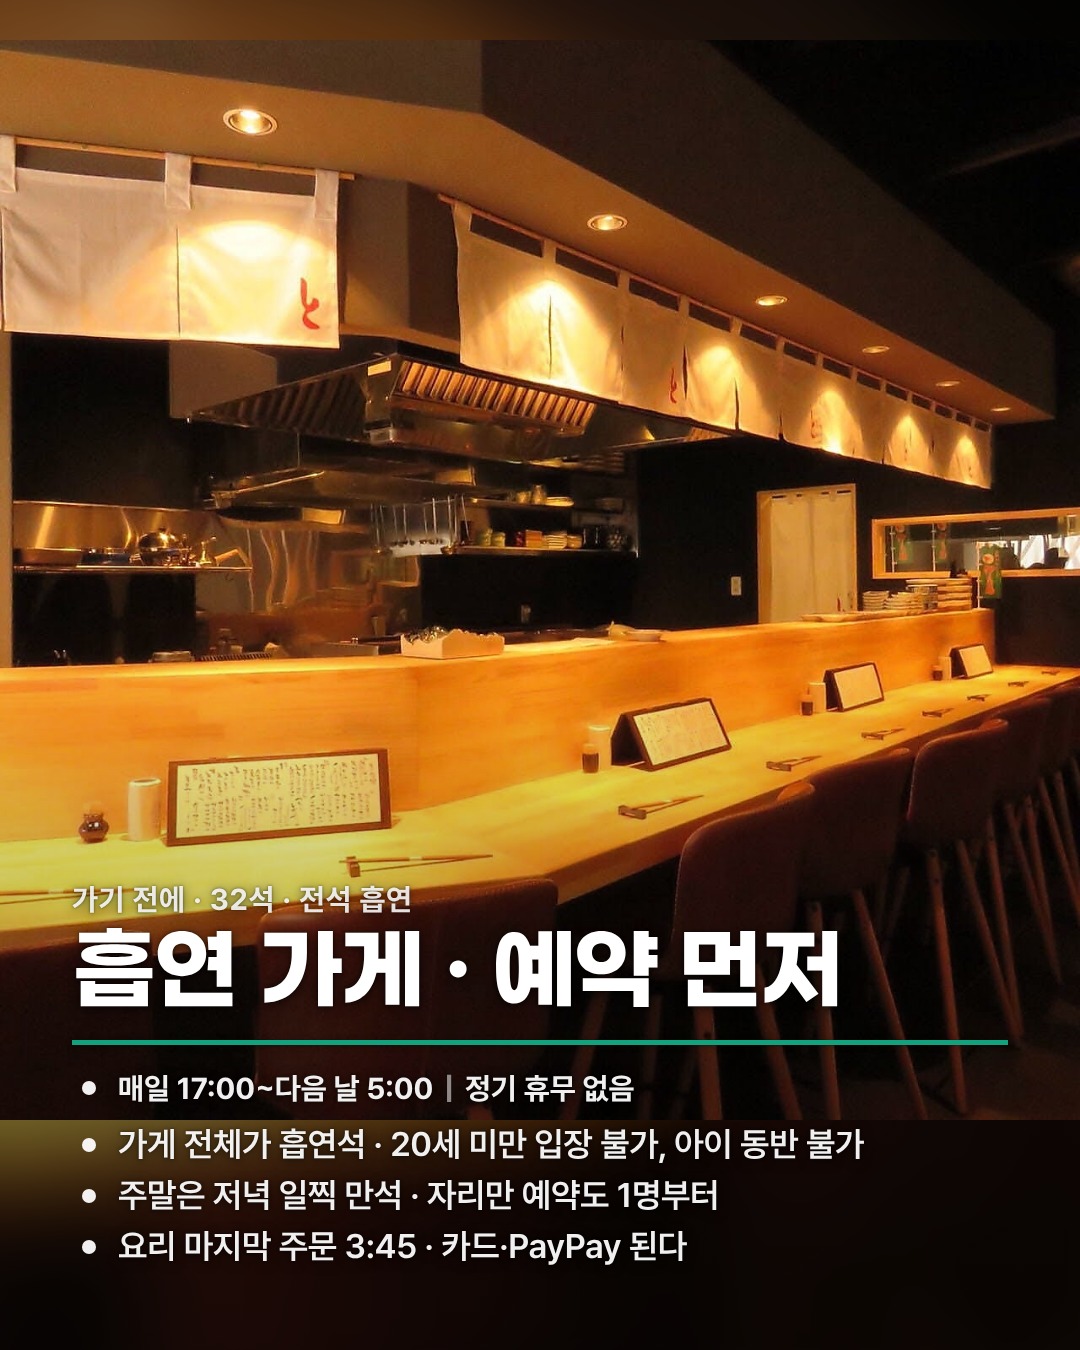 と
と
가기 전에 · 32석 · 전석 흡연
흡연 가게 · 예약 먼저
매일 17:00~다음 날 5:00 | 정기 휴무 없음
가게 전체가 흡연석 · 20세 미만 입장 불가, 아이 동반 불가
주말은 저녁 일찍 만석 · 자리만 예약도 1명부터
요리 마지막 주문 3:45 · 카드·PayPay 된다